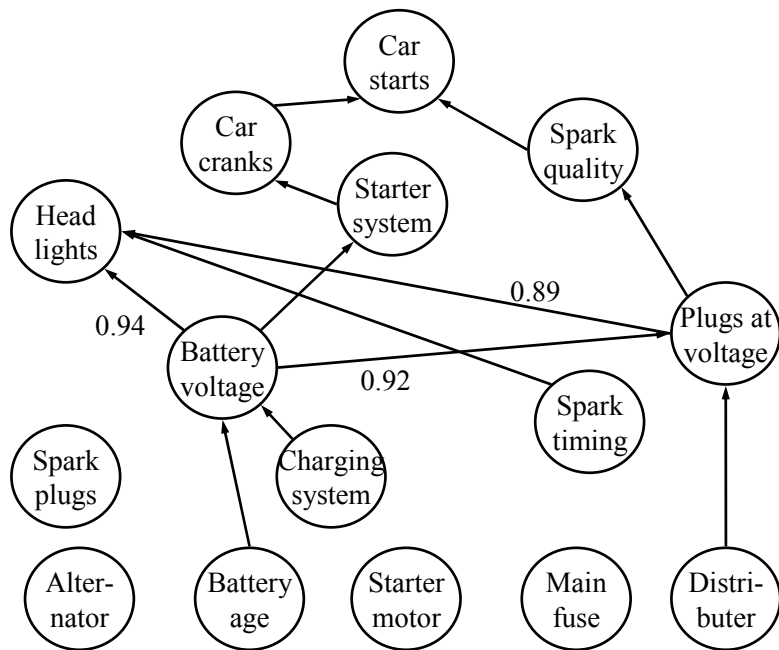 Car
starts
Car
cranks
Spark
quality
Starter
system
Head
lights
0.94
0.89
Plugs at
voltage
Battery
voltage
0.92
Spark
timing
Spark
plugs
Charging
system
Alter-
nator
Battery
age
Starter
motor
Main
fuse
Distri-
buter